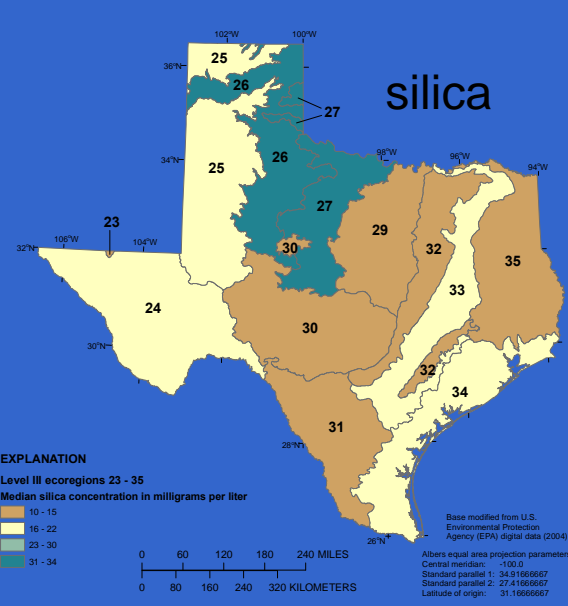 102°W 100°W
36°N
25
26
silica
27
34°N
98°W
96°W
94°W
26
25
27
23
29
32°N
106°W
104°W
30
32
35
24
33
30
30°N
32
34
31
28°N
EXPLANATION
Level III ecoregions 23 - 35
Median silica concentration in milligrams per liter
10 - 15
16 - 22
23 - 30
31 - 34
26°N
Base modified from U.S.
Environmental Protection
Agency (EPA) digital data (2004)
0 60 120 180 240 MILES
0 80 160 240 320 KILOMETERS
Albers equal area projection parameters
Central meridian: -100.0
Standard parallel 1: 34.91666667
Standard parallel 2: 27.41666667
Latitude of origin: 31.16666667